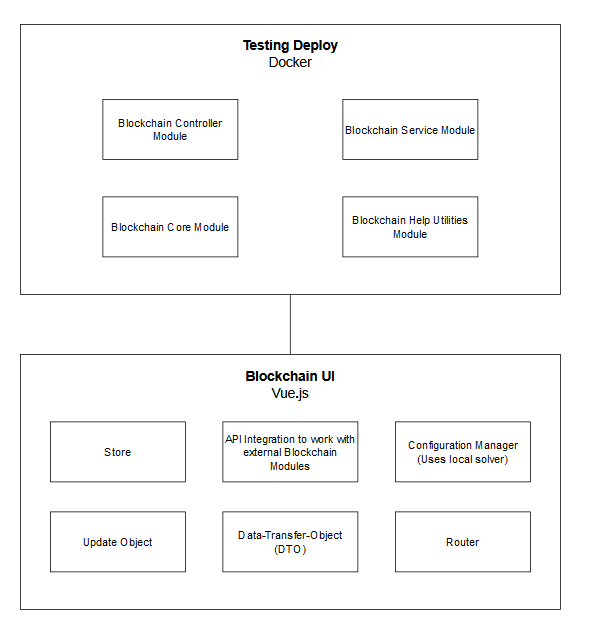 Testing Deploy
Docker
Blockchain Controller
Module
Blockchain Service Module
Blockchain Core Module
Blockchain Help Utilities
Module
Blockchain UI
Vue.js
Store
API Integration to work with
external Blockchain
Modules
Configuration Manager
(Uses local solver)
Update Object
Data-Transfer-Object
(DTO)
Router